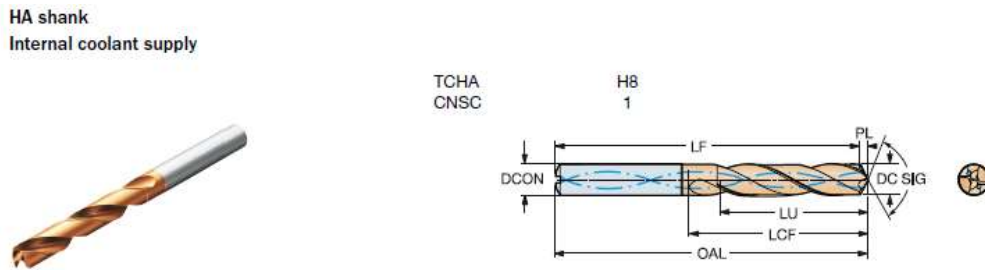 HA shank
Internal coolant supply
TCHA H8
CNSC 1
PL
LF
DCON
DC SIG
LU
LCF
OAL